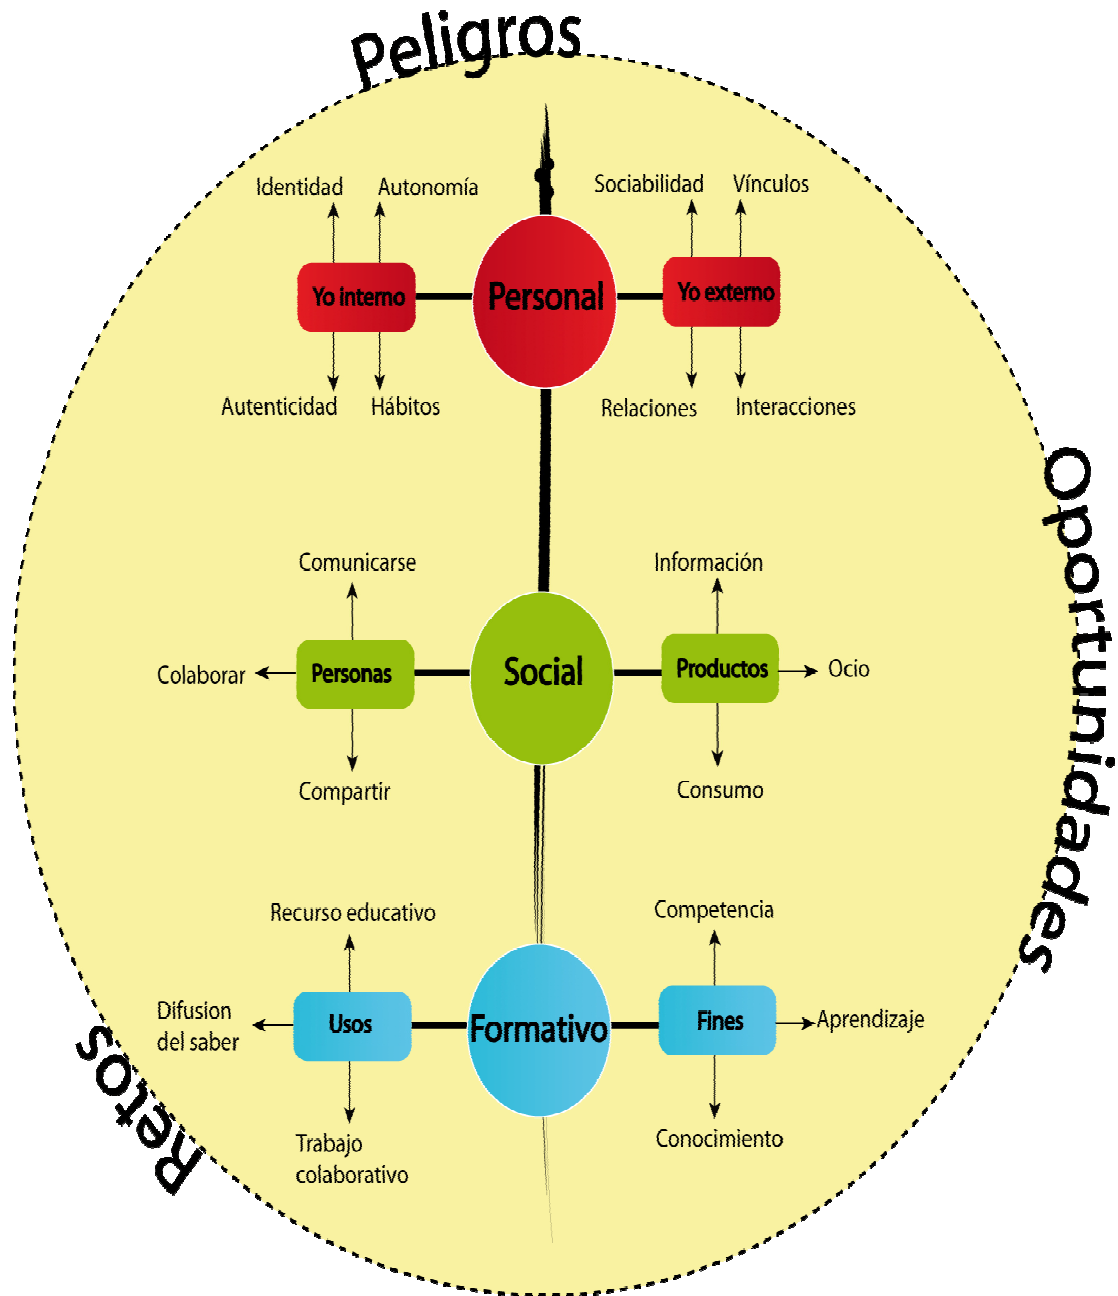 Peligros
Identidad
Autonomía
Sociabilidad
Vínculos
Yo interno
Personal
Yo externo
Autenticidad
Hábitos
Relaciones
Interacciones
Oportunidades
Comunicarse
Información
Colaborar
Personas
Social
Productos
Ocio
Compartir
Consumo
Recurso educativo
Competencia
Difusion
del saber
Usos
Formativo
Fines
Aprendizaje
Retos
Trabajo
colaborativo
Conocimiento